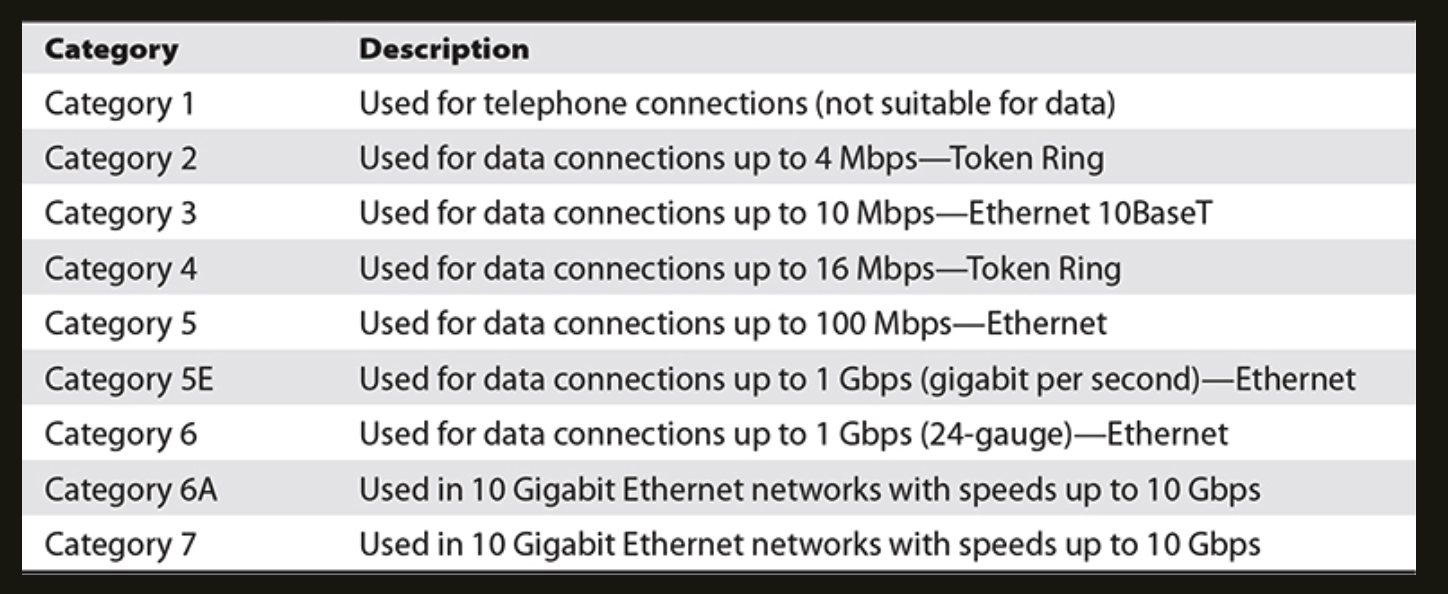 Category Description
Category 1 Used for telephone connections (not suitable for data)
Category 2 Used for data connections up to 4 Mbps—Token Ring
Category 3 Used for data connections up to 10 Mbps—Ethernet 10BaseT
Category 4 Used for data connections up to 16 Mbps—Token Ring
Category 5 Used for data connections up to 100 Mbps—Ethernet
Category 5E Used for data connections up to 1 Gbps (gigabit per second)—Ethernet
Category 6 Used for data connections up to 1 Gbps (24-gauge)—Ethernet
Category 6A Used in 10 Gigabit Ethernet networks with speeds up to 10 Gbps
Category 7 Used in 10 Gigabit Ethernet networks with speeds up to 10 Gbps